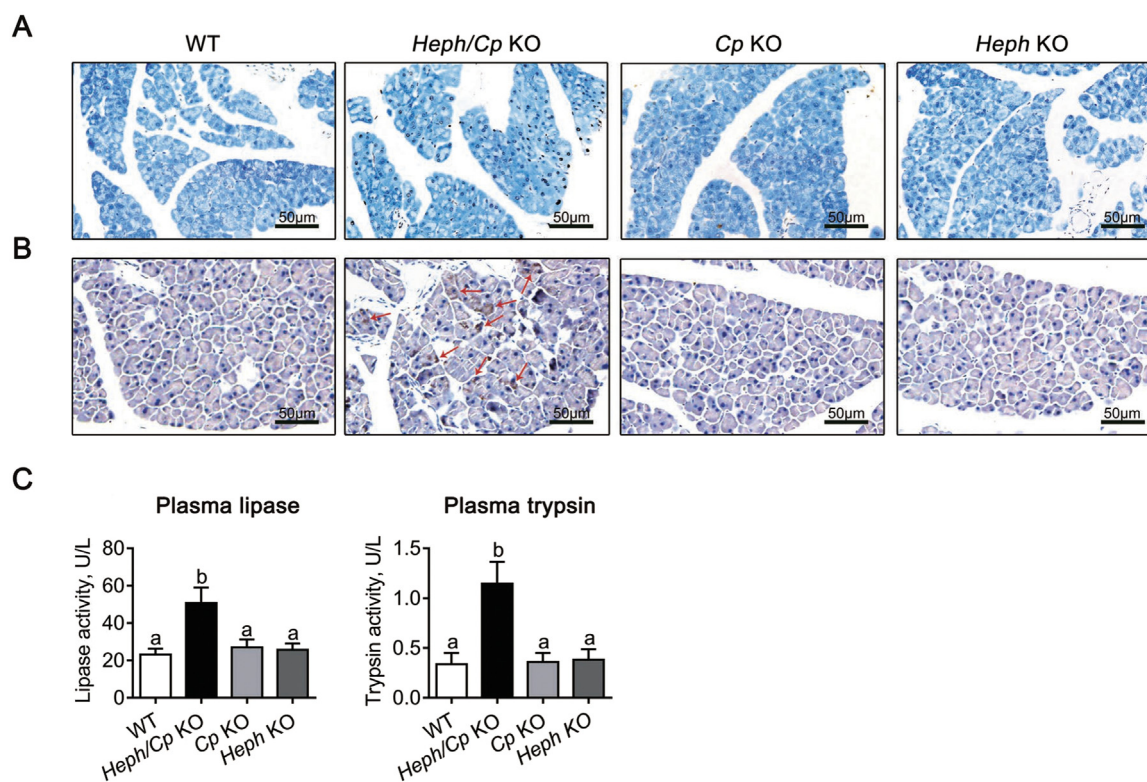 A
WT
Heph/Cp KO
Cp KO
Heph KO
50µm
50µm
50µm
50µm
B
50µm
50µm
50µm
50µm
C
Plasma lipase
Lipase activity, U/L
80
60
40
20
0
a
b
a
a
WT
Heph/Cp KO
Cp KO
Heph KO
Plasma trypsin
Trypsin activity, U/L
1.5
1.0
0.5
0.0
a
b
a
a
WT
Heph/Cp KO
Cp KO
Heph KO